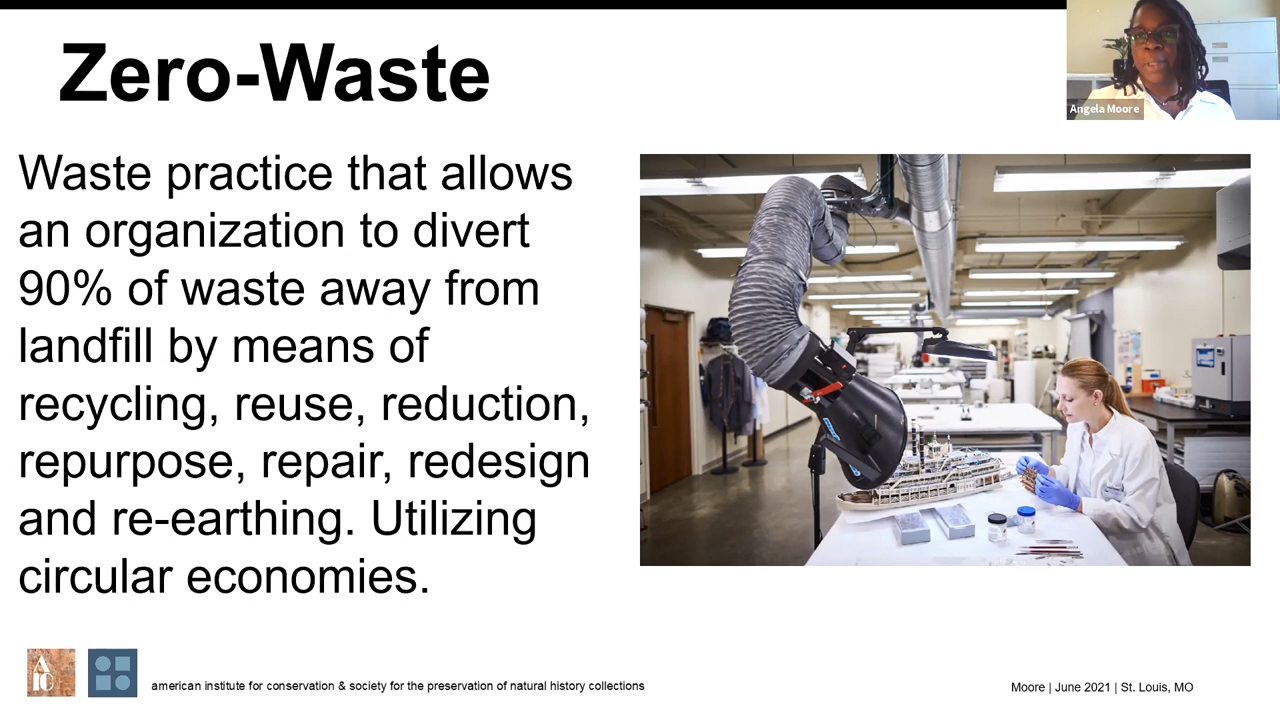 Zero-Waste
Angela Moore
Waste practice that allows
an organization to divert
90% of waste away from
landfill by means of
recycling, reuse, reduction,
repurpose, repair, redesign
and re-earthing. Utilizing
circular economies.
A
IC
american institute for conservation & society for the preservation of natural history collections
Moore | June 2021 | St. Louis, MO